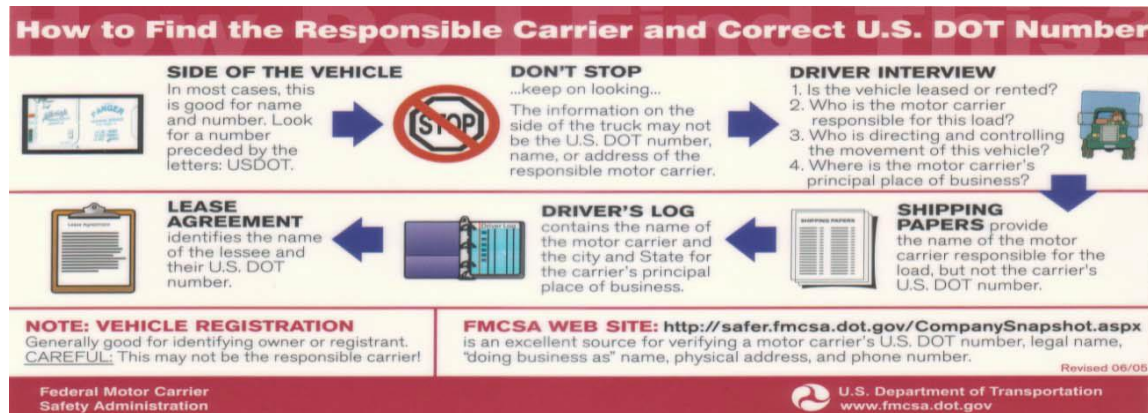 How to Find the Responsible Carrier and Correct U.S. DOT Number
SIDE OF THE VEHICLE
In most cases, this
is good for name
and number. Look
for a number
preceded by the
letters: USDOT.
STOP
DON'T STOP
...keep on looking...
The information on the
side of the truck may not
be the U.S. DOT number,
name, or address of the
responsible motor carrier.
DRIVER INTERVIEW
1. Is the vehicle leased or rented?
2. Who is the motor carrier
responsible for this load?
3. Who is directing and controlling
the movement of this vehicle?
4. Where is the motor carrier's
principal place of business?
SHIPPING PAPERS
SHIPPING
PAPERS provide
the name of the motor
carrier responsible for the
load, but not the carrier's
U.S. DOT number.
Driver Log
DRIVER'S LOG
contains the name of
the motor carrier and
the city and State for
the carrier's principal
place of business.
Lease Agreement
LEASE
AGREEMENT
identifies the name
of the lessee and
their U.S. DOT
number.
NOTE: VEHICLE REGISTRATION
Generally good for identifying owner or registrant.
CAREFUL: This may not be the responsible carrier!
FMCSA WEB SITE: http://safer.fmcsa.dot.gov/CompanySnapshot.aspx
is an excellent source for verifying a motor carrier's U.S. DOT number, legal name,
"doing business as" name, physical address, and phone number.
Revised 06/05
Federal Motor Carrier
Safety Administration
U.S. Department of Transportation
www.fmcsa.dot.gov